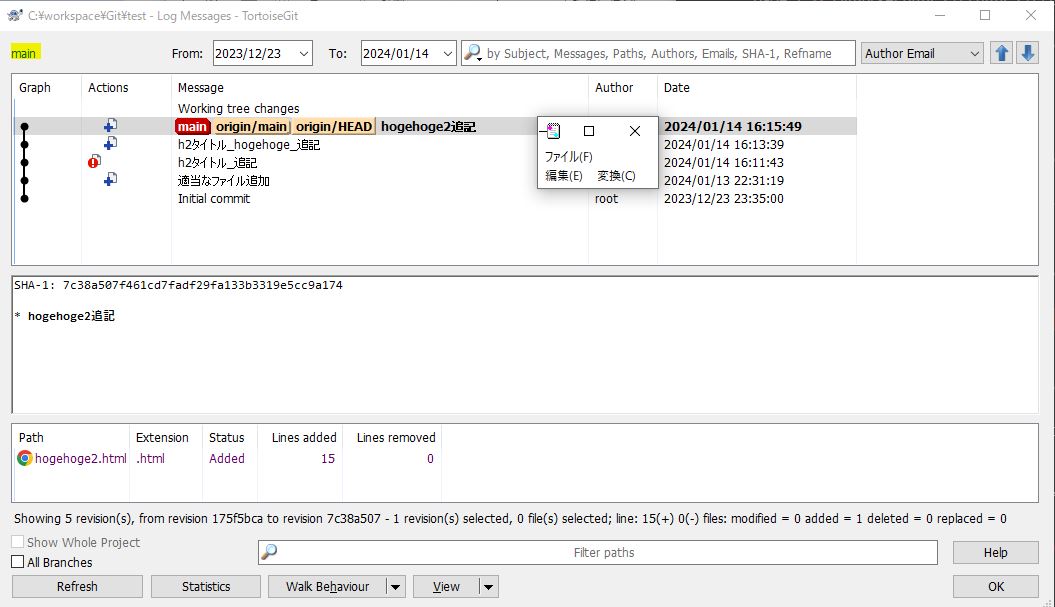 C:¥workspace¥Git¥test - Log Messages - TortoiseGit
main From: 2023/12/23 To: 2024/01/14 by Subject, Messages, Paths, Authors, Emails, SHA-1, Refname Author Email
Graph Actions Message Author Date
Working tree changes
main origin/main origin/HEAD hogehoge2追記 2024/01/14 16:15:49
h2タイトル_hogehoge_追記 2024/01/14 16:13:39
h2タイトル_追記 2024/01/14 16:11:43
適当なファイル追加 2024/01/13 22:31:19
Initial commit root 2023/12/23 23:35:00
ファイル(F)
編集(E) 変換(C)
SHA-1: 7c38a507f461cd7fadf29fa133b3319e5cc9a174
* hogehoge2追記
Path Extension Status Lines added Lines removed
hogehoge2.html .html Added 15 0
Showing 5 revision(s), from revision 175f5bca to revision 7c38a507 - 1 revision(s) selected, 0 file(s) selected; line: 15(+) 0(-) files: modified = 0 added = 1 deleted = 0 replaced = 0
Show Whole Project
All Branches Filter paths Help
Refresh Statistics Walk Behaviour View OK